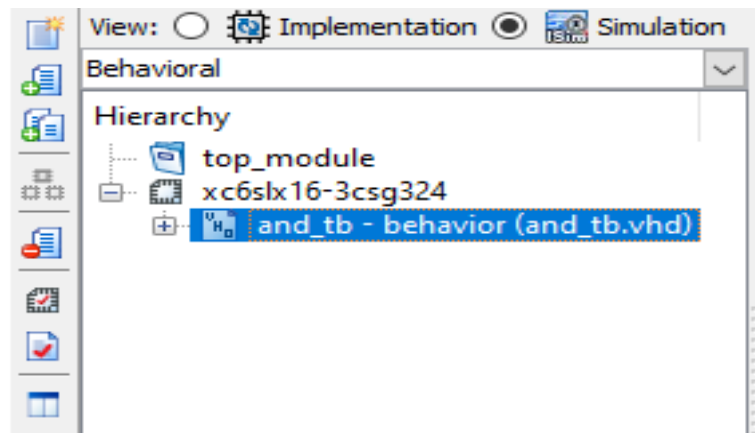 View: Implementation Simulation
Behavioral
Hierarchy
top_module
xc6slx16-3csg324
and_tb - behavior (and_tb.vhd)